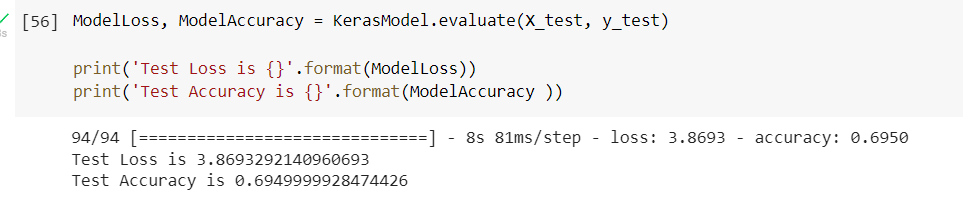 [56] ModelLoss, ModelAccuracy = KerasModel.evaluate(X_test, y_test)
print('Test Loss is {}'.format(ModelLoss))
print('Test Accuracy is {}'.format(ModelAccuracy ))
94/94 [==============================] - 8s 81ms/step - loss: 3.8693 - accuracy: 0.6950
Test Loss is 3.8693292140960693
Test Accuracy is 0.6949999928474426